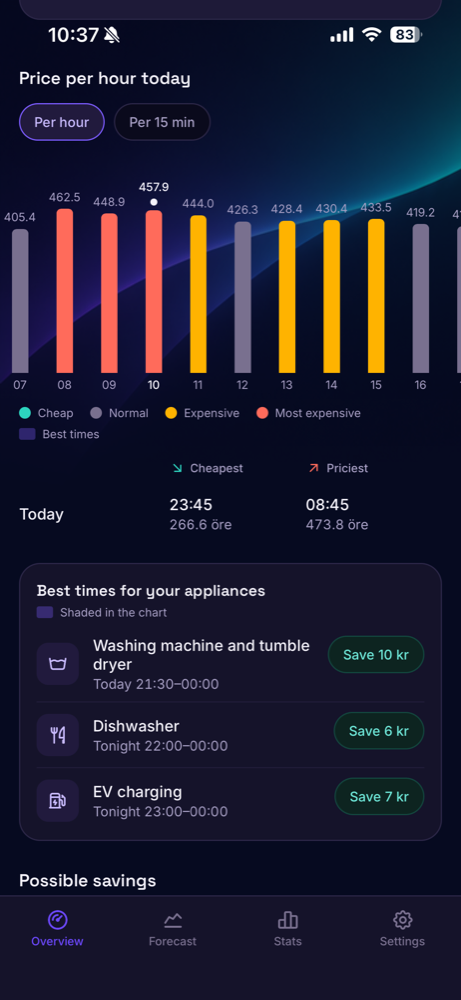 10:37
83
Price per hour today
Per hour
Per 15 min
405.4
462.5
448.9
457.9
444.0
426.3
428.4
430.4
433.5
419.2
07
08
09
10
11
12
13
14
15
16
Cheap
Normal
Expensive
Most expensive
Best times
Cheapest
Priciest
Today
23:45
08:45
266.6 öre
473.8 öre
Best times for your appliances
Shaded in the chart
Washing machine and tumble
dryer
Today 21:30–00:00
Save 10 kr
Dishwasher
Tonight 22:00–00:00
Save 6 kr
EV charging
Tonight 23:00–00:00
Save 7 kr
Possible savings
Overview
Forecast
Stats
Settings